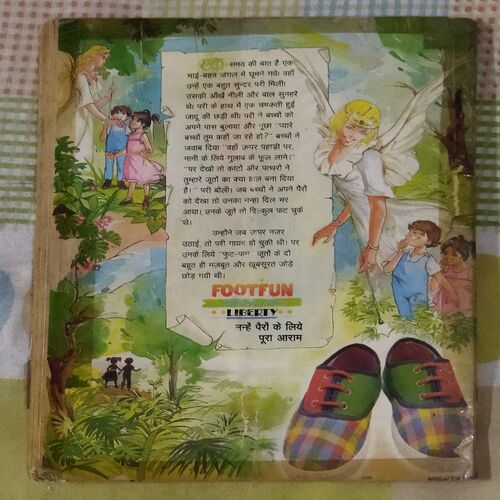 एक समय की बात है एक
भाई-बहन जंगल में घूमने गये। वहाँ
उन्हें एक बहुत सुन्दर परी मिली।
उसकी आँखें नीली और बाल सुनहरे
थे। परी के हाथ में एक चमकती हुई
जादू की छड़ी थी। परी ने बच्चों को
अपने पास बुलाया और पूछा "प्यारे
बच्चों तुम कहाँ जा रहे हो?" बच्चों ने
जवाब दिया "वहाँ ऊपर पहाड़ी पर,
नानी के लिये गुलाब के फूल लाने।"
"पर देखो तो काटों और पत्थरों ने
तुम्हारे जूतों का क्या हाल बना दिया
है!" परी बोली। जब बच्चों ने अपने पैरों
को देखा तो उनका नन्हा दिल भर
आया। उनके जूते तो बिल्कुल फट चुके
थे।
उन्होंने जब ऊपर नजर
उठाई, तो परी गायब हो चुकी थी। पर
उनके लिये "फुट-फन" जूतों के दो
बहुत ही मजबूत और खूबसूरत जोड़े
छोड़ गयी थी।
FOOTFUN
LIBERTY
नन्हें पैरों के लिये
पूरा आराम